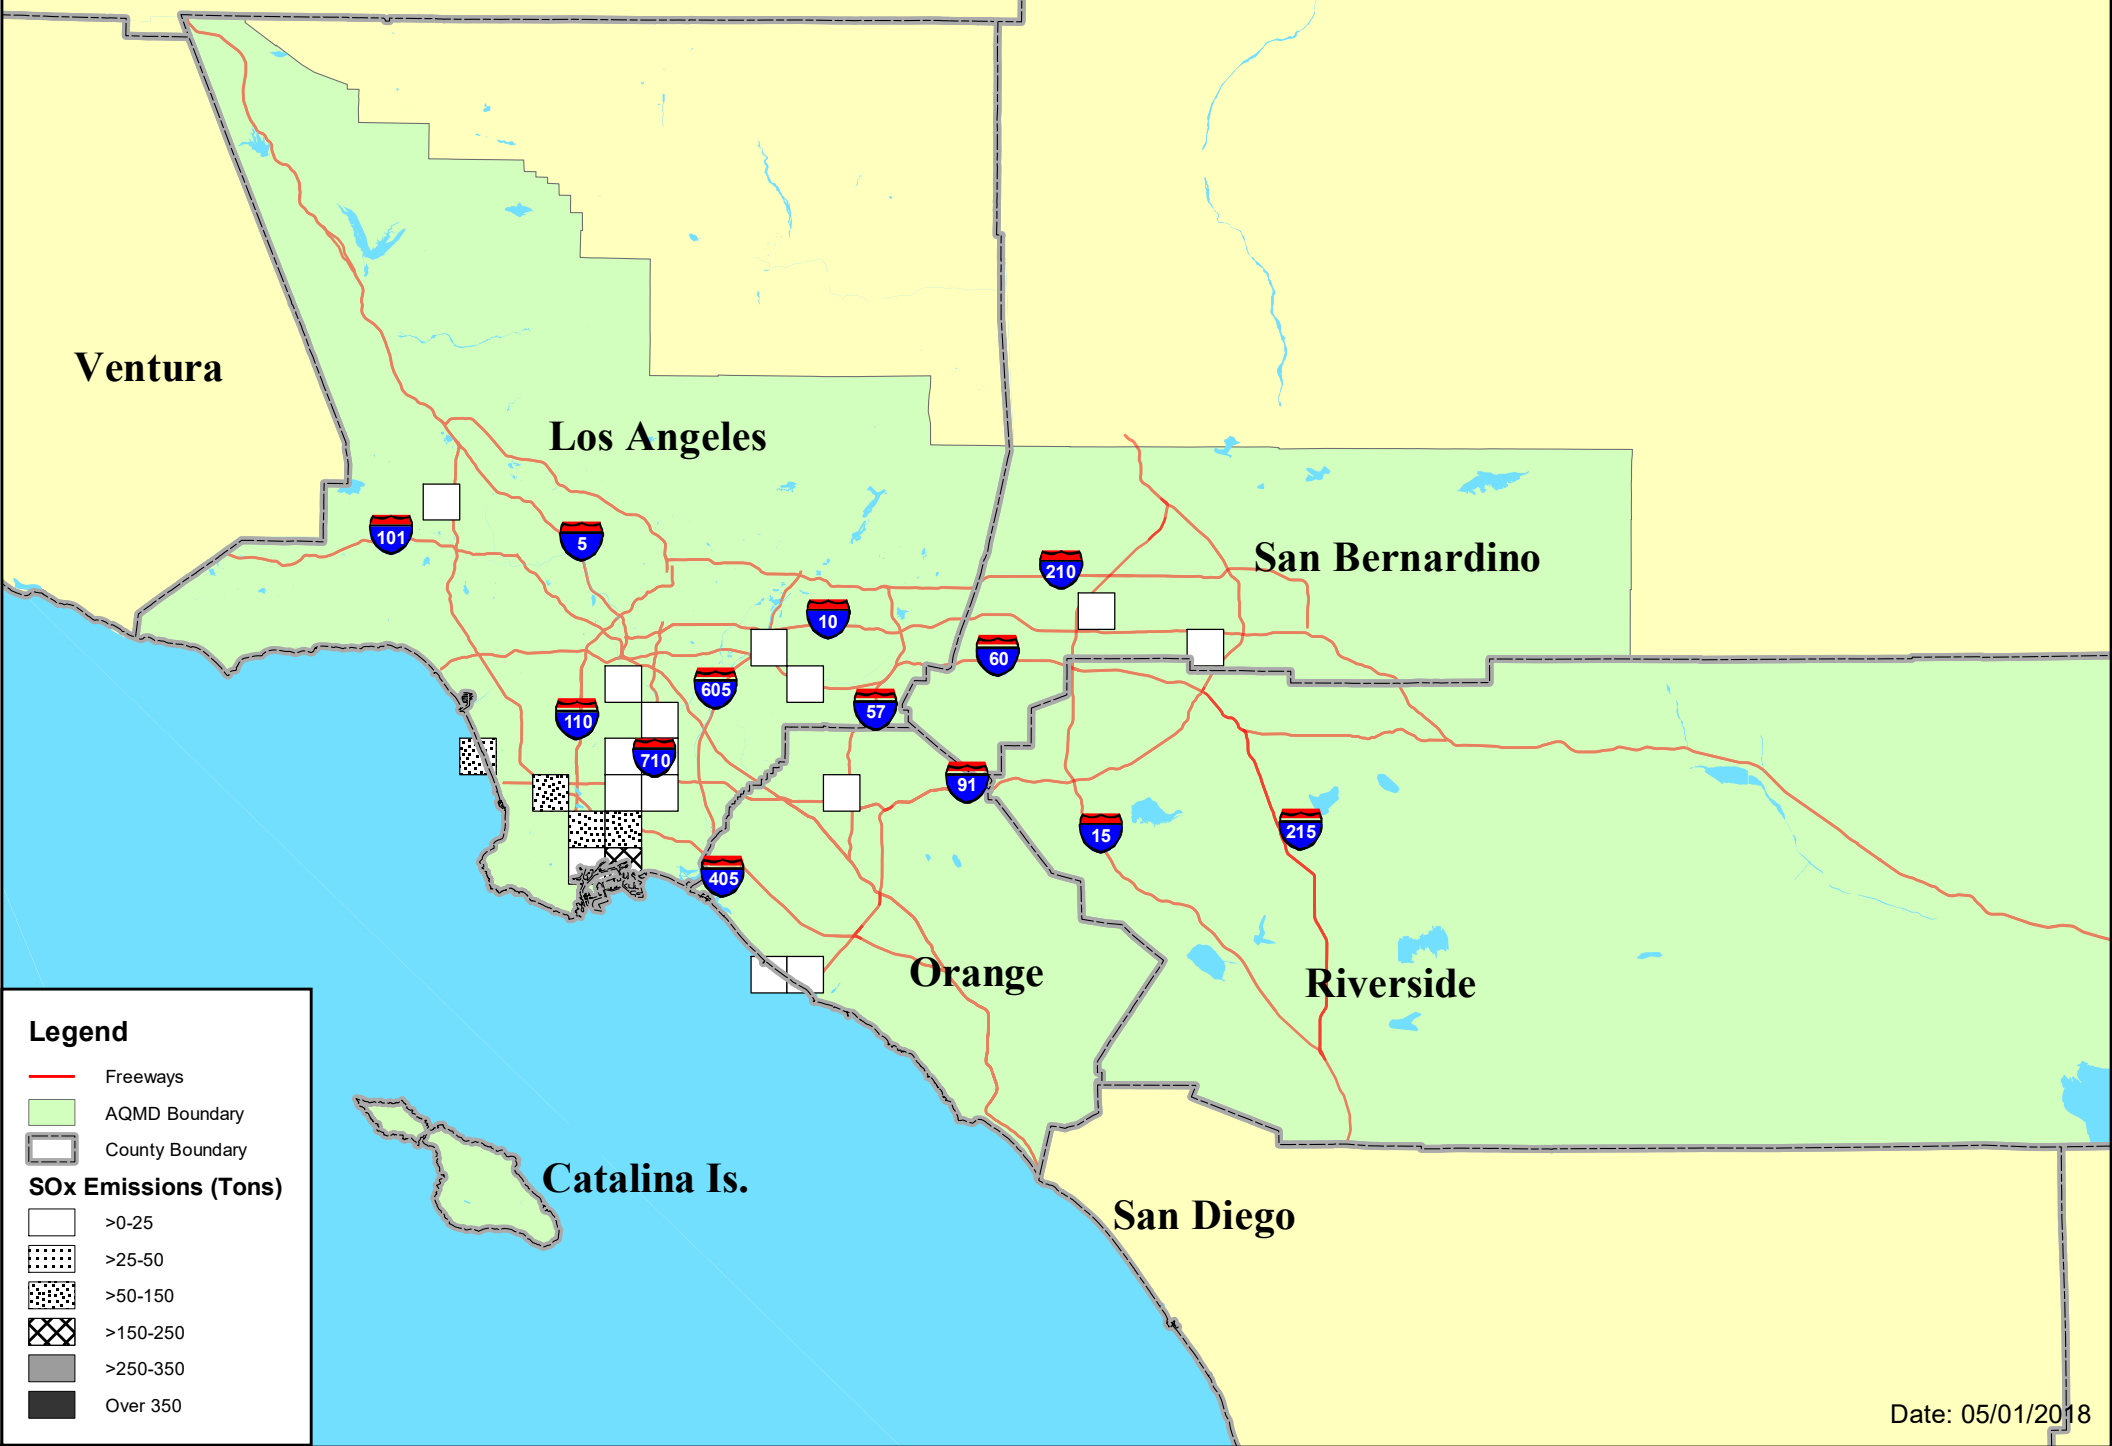 Ventura
Los Angeles
101
5
210
San Bernardino
10
60
605
110
57
710
91
15
215
405
Orange
Riverside
Catalina Is.
San Diego
Legend
Freeways
AQMD Boundary
County Boundary
SOx Emissions (Tons)
>0-25
>25-50
>50-150
>150-250
>250-350
Over 350
Date: 05/01/2018